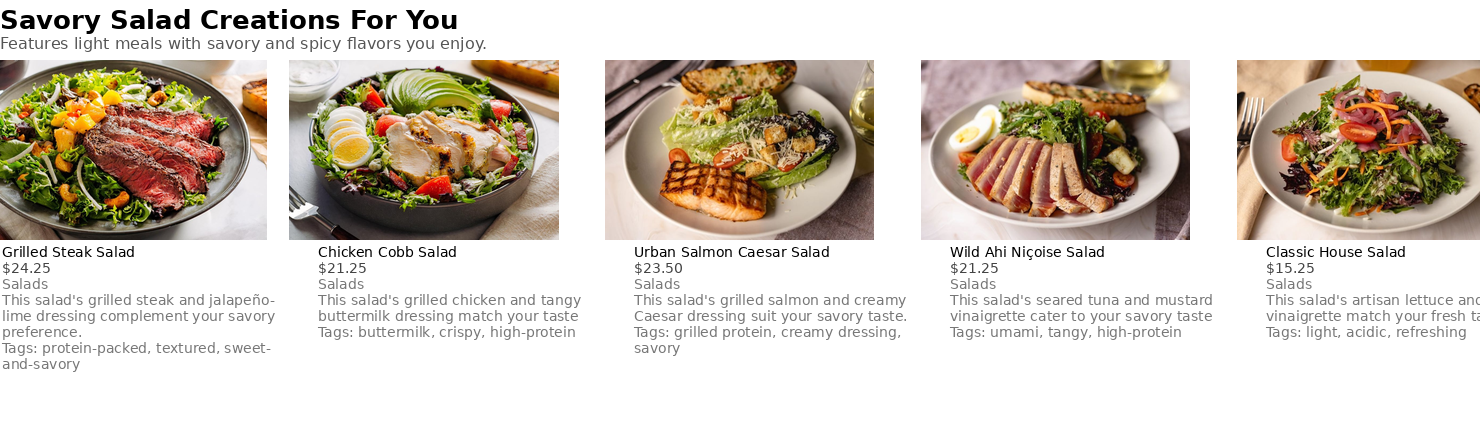 Savory Salad Creations For You
Features light meals with savory and spicy flavors you enjoy.
Grilled Steak Salad
$24.25
Salads
This salad's grilled steak and jalapeño-
lime dressing complement your savory
preference.
Tags: protein-packed, textured, sweet-
and-savory
Chicken Cobb Salad
$21.25
Salads
This salad's grilled chicken and tangy
buttermilk dressing match your taste
Tags: buttermilk, crispy, high-protein
Urban Salmon Caesar Salad
$23.50
Salads
This salad's grilled salmon and creamy
Caesar dressing suit your savory taste.
Tags: grilled protein, creamy dressing,
savory
Wild Ahi Niçoise Salad
$21.25
Salads
This salad's seared tuna and mustard
vinaigrette cater to your savory taste
Tags: umami, tangy, high-protein
Classic House Salad
$15.25
Salads
This salad's artisan lettuce
vinaigrette match your fresh
Tags: light, acidic, refreshing